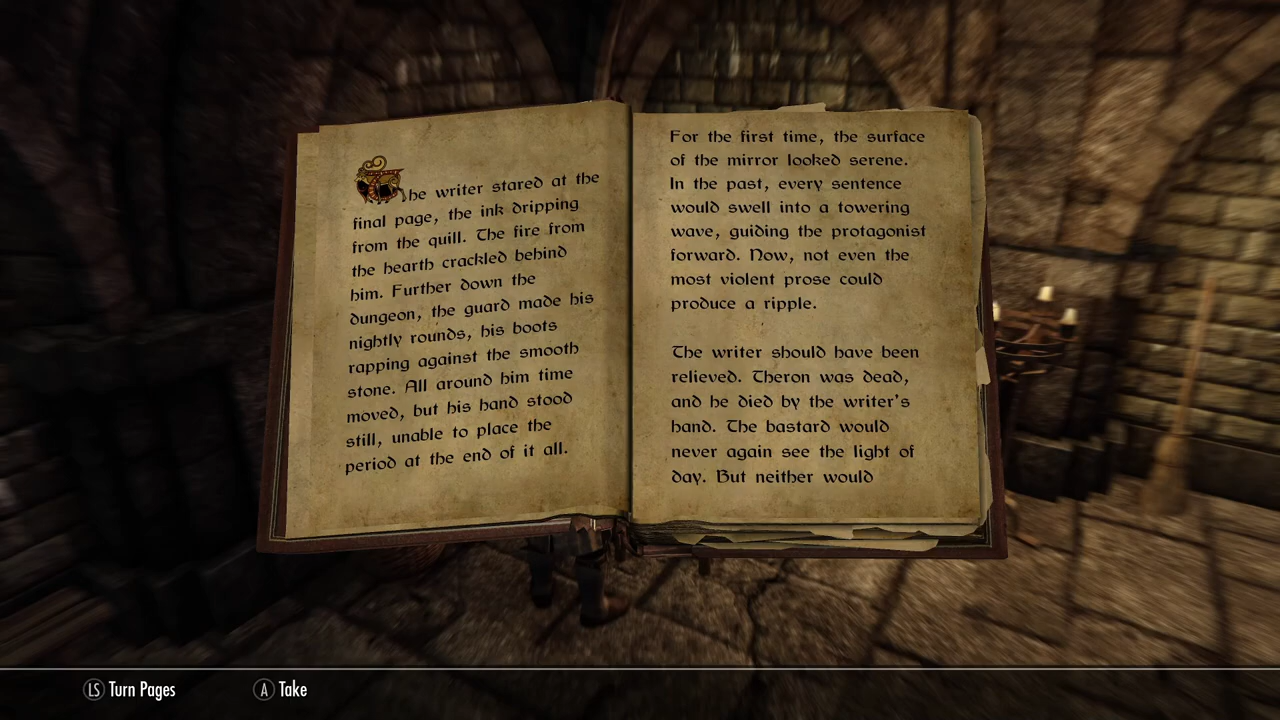 The writer stared at the
final page, the ink dripping
from the quill. The fire from
the hearth crackled behind
him. Further down the
dungeon, the guard made his
nightly rounds, his boots
rapping against the smooth
stone. All around him time
moved, but his hand stood
still, unable to place the
period at the end of it all.
For the first time, the surface
of the mirror looked serene.
In the past, every sentence
would swell into a towering
wave, guiding the protagonist
forward. Now, not even the
most violent prose could
produce a ripple.
The writer should have been
relieved. Theron was dead,
and he died by the writer's
hand. The bastard would
never again see the light of
day. But neither would
LS Turn Pages
A Take